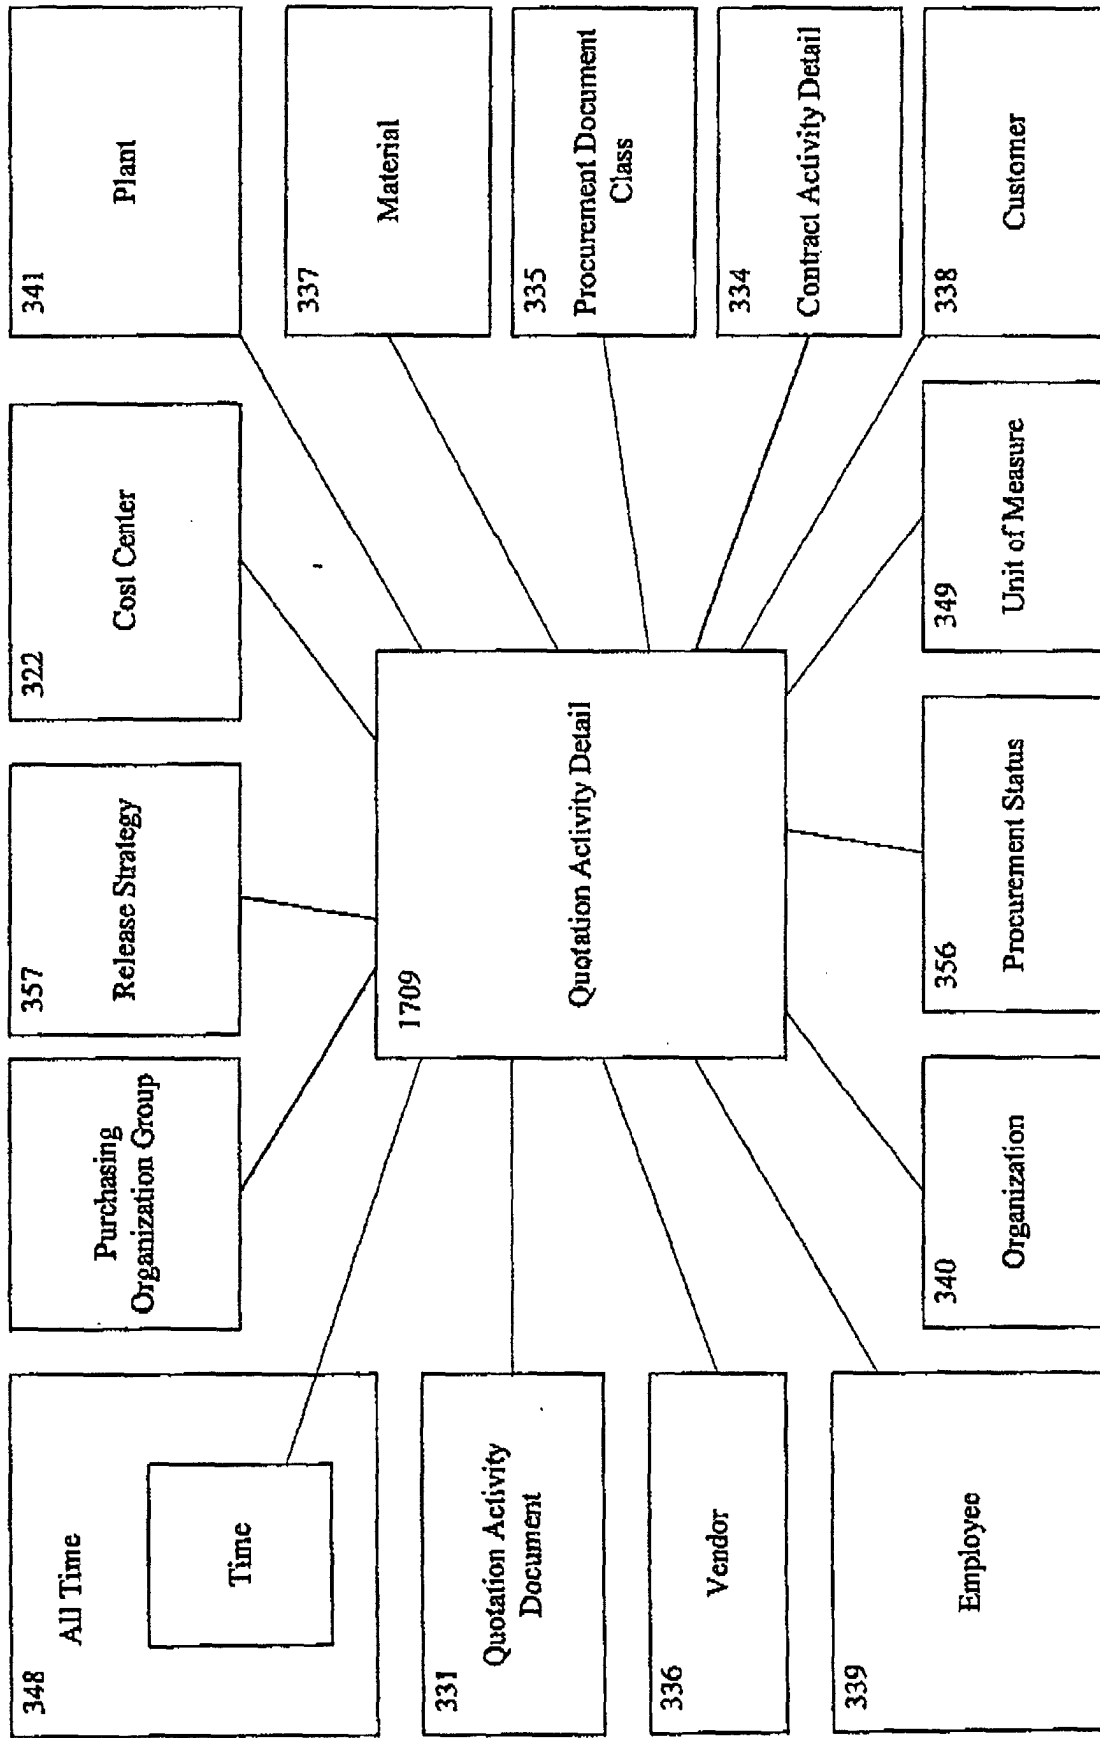 348
All Time
Time
Purchasing
Organization Group
357
Release Strategy
322
Cost Center
341
Plant
331
Quotation Activity
Document
1709
Quotation Activity Detail
337
Material
336
Vendor
335
Procurement Document
Class
339
Employee
334
Contract Activity Detail
340
Organization
356
Procurement Status
349
Unit of Measure
338
Customer